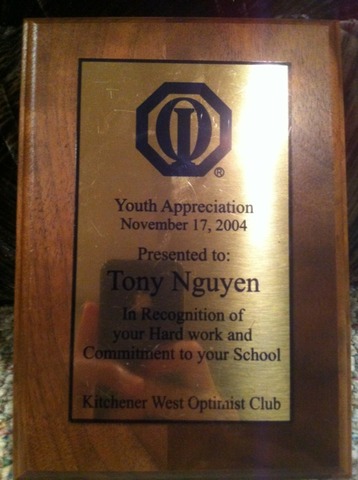 OI®
Youth Appreciation
November 17, 2004
Presented to:
Tony Nguyen
In Recognition of
your Hard work and
Commitment to your School
Kitchener West Optimist Club